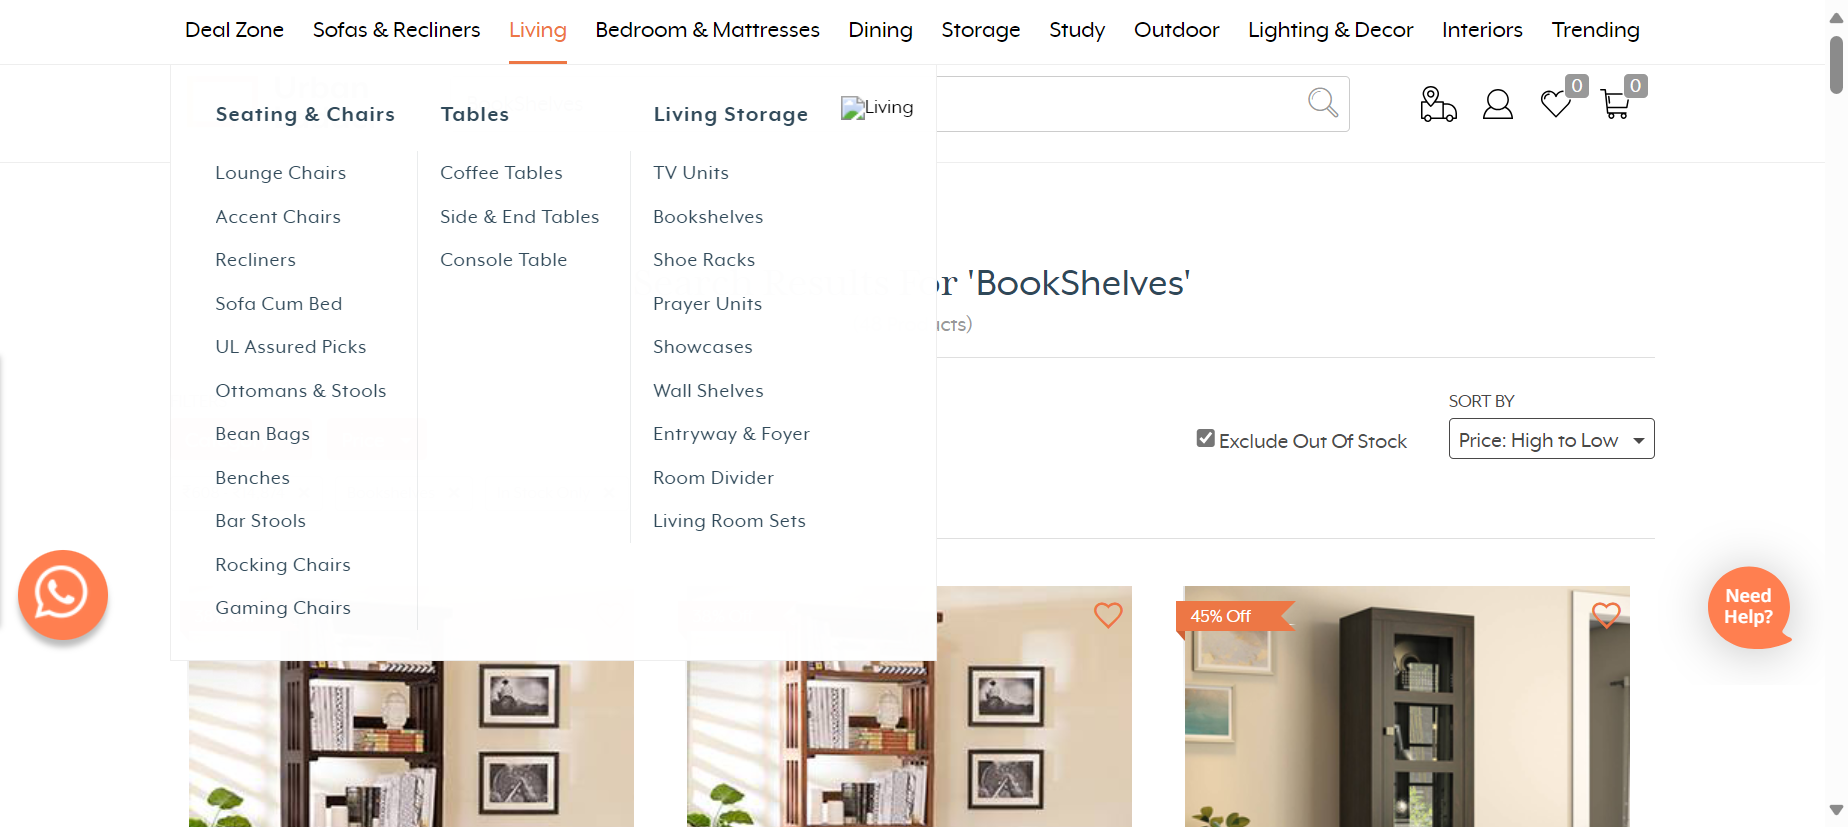 Deal Zone Sofas & Recliners Living Bedroom & Mattresses Dining Storage Study Outdoor Lighting & Decor Interiors Trending
0 0
Living
Seating & Chairs
Lounge Chairs
Accent Chairs
Recliners
Sofa Cum Bed
UL Assured Picks
Ottomans & Stools
Bean Bags
Benches
Bar Stools
Rocking Chairs
Gaming Chairs
Tables
Coffee Tables
Side & End Tables
Console Table
Living Storage
TV Units
Bookshelves
Shoe Racks
Prayer Units
Showcases
Wall Shelves
Entryway & Foyer
Room Divider
Living Room Sets
'BookShelves'
SORT BY
Exclude Out Of Stock
Price: High to Low
45% Off
Need
Help?